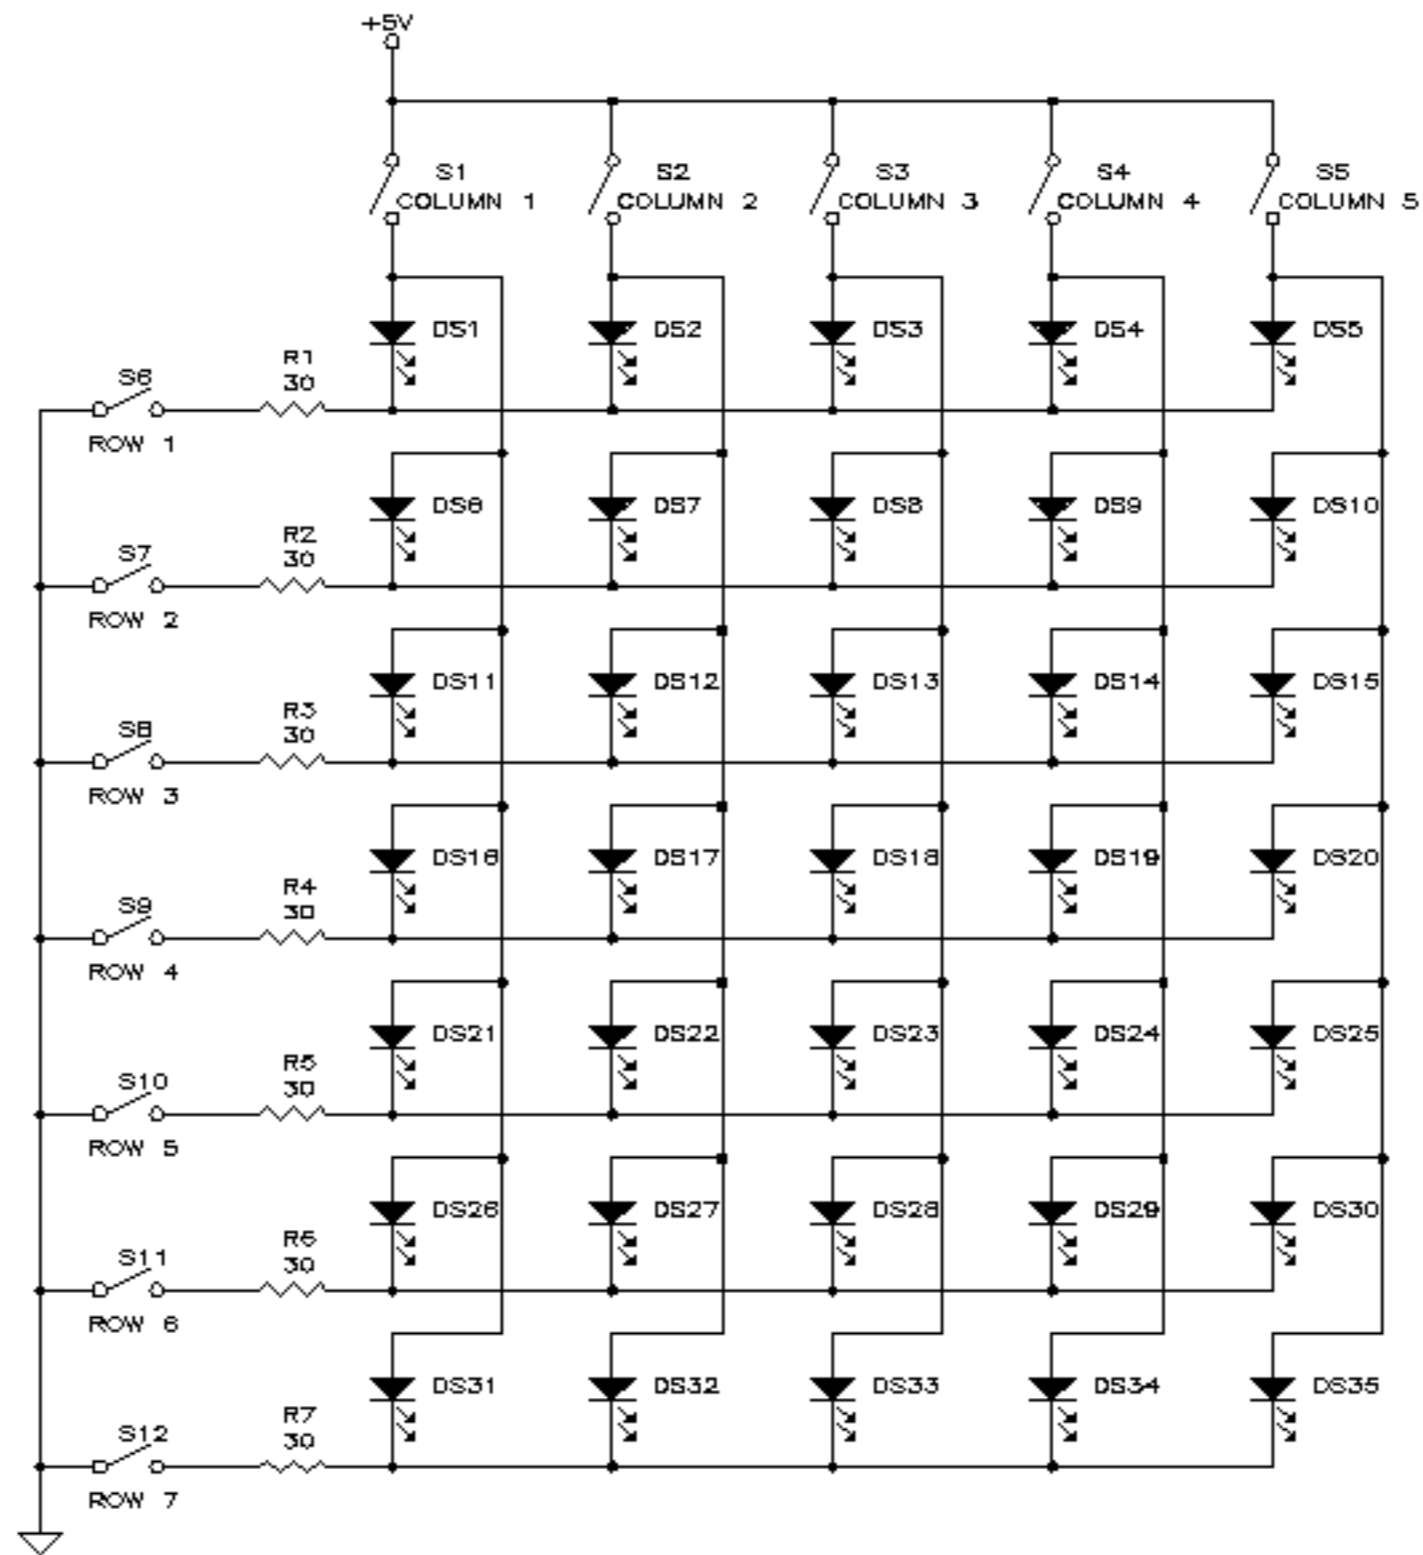 +5V
S1 S2 S3 S4 S5
COLUMN 1 COLUMN 2 COLUMN 3 COLUMN 4 COLUMN 5
DS1 DS2 DS3 DS4 DS5
R1
S6 30
ROW 1
DS6 DS7 DS8 DS9 DS10
R2
S7 30
ROW 2
DS11 DS12 DS13 DS14 DS15
R3
S8 30
ROW 3
DS16 DS17 DS18 DS19 DS20
R4
S9 30
ROW 4
DS21 DS22 DS23 DS24 DS25
R5
S10 30
ROW 5
DS26 DS27 DS28 DS29 DS30
R6
S11 30
ROW 6
DS31 DS32 DS33 DS34 DS35
R7
S12 30
ROW 7